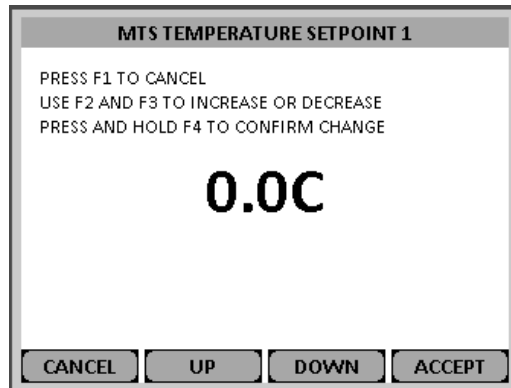 MTS TEMPERATURE SETPOINT 1
PRESS F1 TO CANCEL
USE F2 AND F3 TO INCREASE OR DECREASE
PRESS AND HOLD F4 TO CONFIRM CHANGE
0.0C
CANCEL UP DOWN ACCEPT